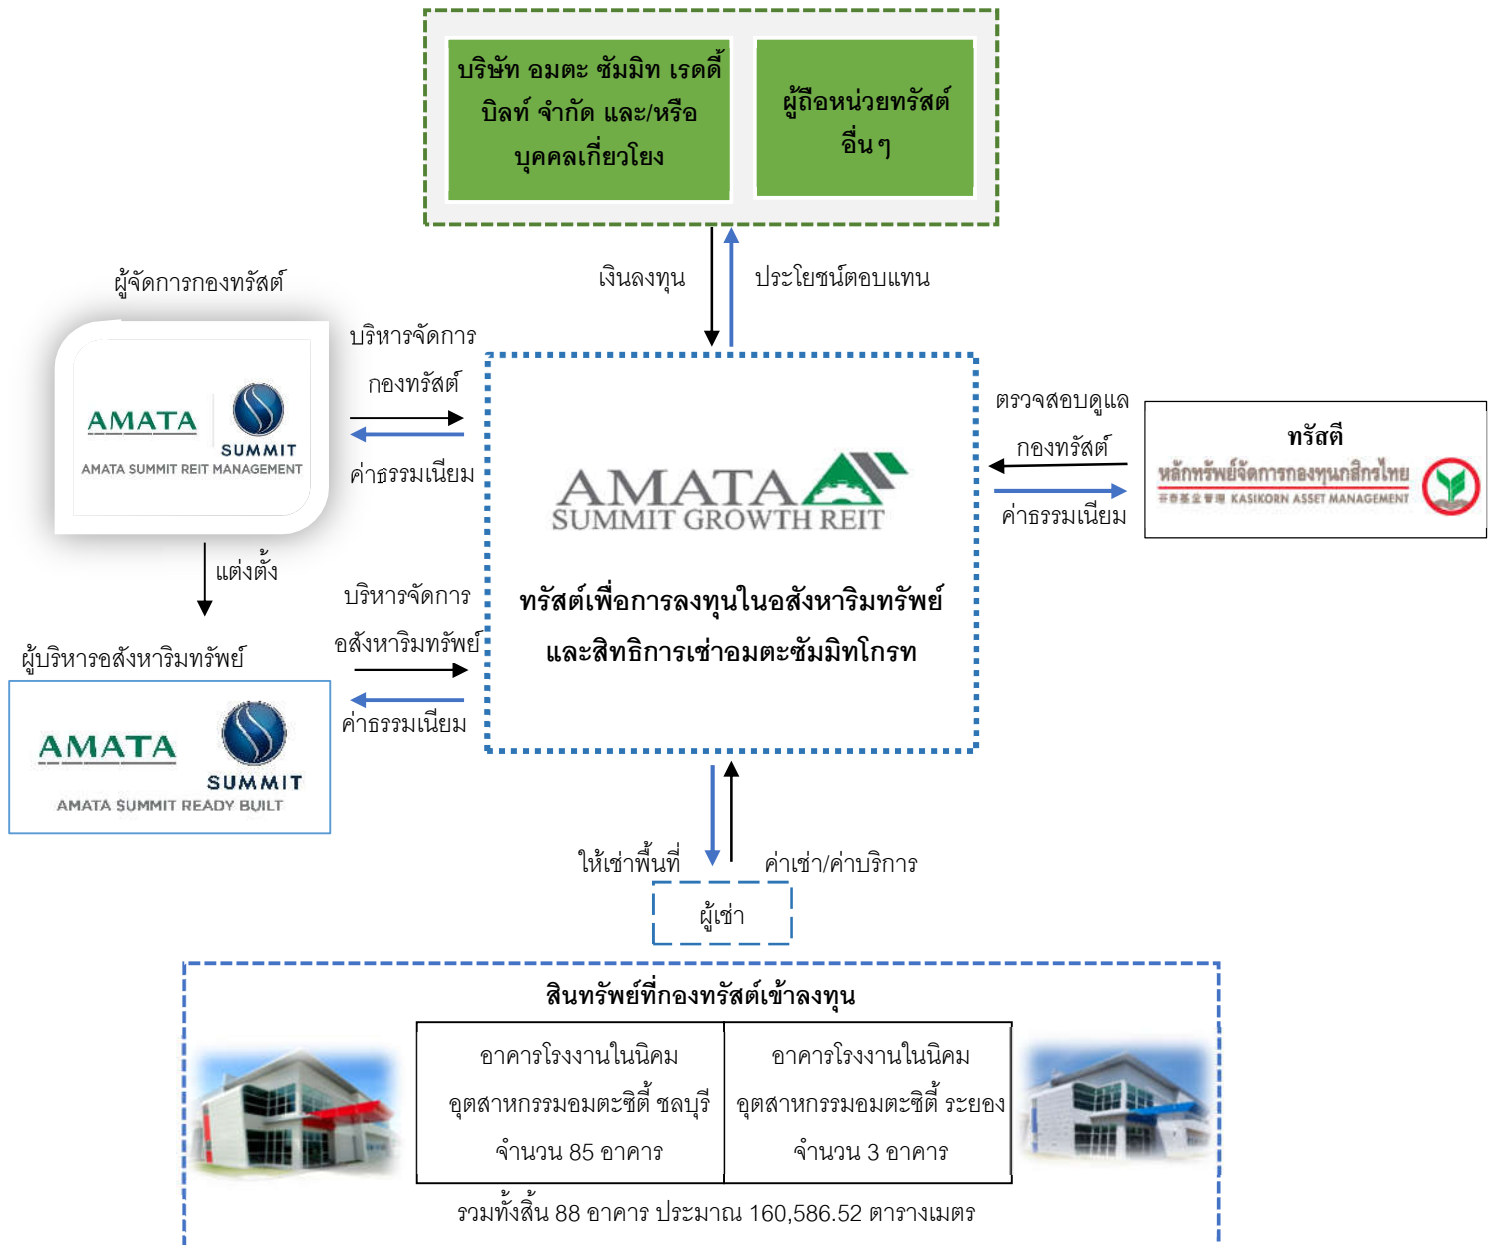 บริษัท อมตะ ซัมมิท เรดดี้
บิลท์ จำกัด และ/หรือ
บุคคลเกี่ยวโยง
ผู้ถือหน่วยทรัสต์
อื่น ๆ
เงินลงทุน
ประโยชน์ตอบแทน
ผู้จัดการกองทรัสต์
AMATA
SUMMIT
AMATA SUMMIT REIT MANAGEMENT
บริหารจัดการ
กองทรัสต์
ค่าธรรมเนียม
AMATA
SUMMIT GROWTH REIT
ทรัสต์เพื่อการลงทุนในอสังหาริมทรัพย์
และสิทธิการเช่าอมตะซัมมิทโกรท
ตรวจสอบดูแล
กองทรัสต์
ค่าธรรมเนียม
ทรัสตี
หลักทรัพย์จัดการกองทุนกสิกรไทย
开泰基金管理 KASIKORN ASSET MANAGEMENT
แต่งตั้ง
บริหารจัดการ
อสังหาริมทรัพย์
ค่าธรรมเนียม
ผู้บริหารอสังหาริมทรัพย์
AMATA
SUMMIT
AMATA SUMMIT READY BUILT
ให้เช่าพื้นที่
ค่าเช่า/ค่าบริการ
ผู้เช่า
สินทรัพย์ที่กองทรัสต์เข้าลงทุน
อาคารโรงงานในนิคม
อุตสาหกรรมอมตะซิตี้ ชลบุรี
จำนวน 85 อาคาร
อาคารโรงงานในนิคม
อุตสาหกรรมอมตะซิตี้ ระยอง
จำนวน 3 อาคาร
รวมทั้งสิ้น 88 อาคาร ประมาณ 160,586.52 ตารางเมตร